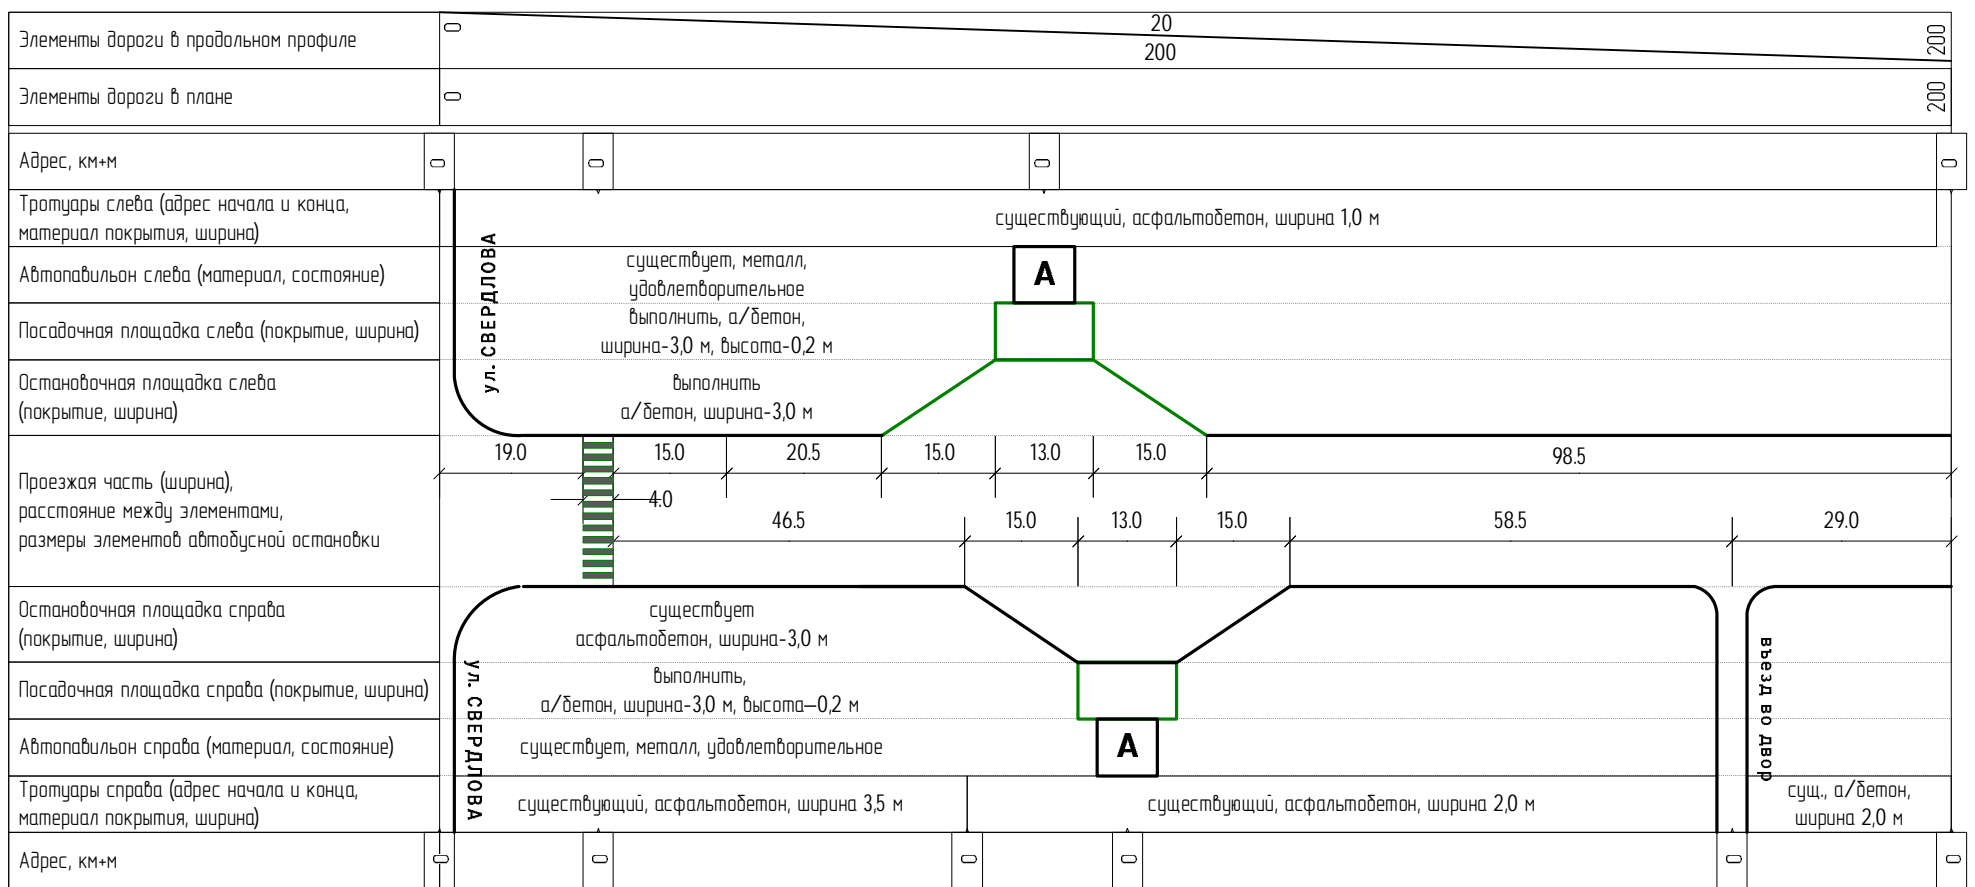 Элементы дороги в продольном профиле
0
20
200
200
Элементы дороги в плане
0
200
Адрес, км+м
0
0
0
0
Тротуары слева (адрес начала и конца,
материал покрытия, ширина)
существующий, асфальтобетон, ширина 1,0 м
ул. СВЕРДЛОВА
Автопавильон слева (материал, состояние)
существует, металл,
удовлетворительное
А
Посадочная площадка слева (покрытие, ширина)
выполнить, а/бетон,
ширина-3,0 м, высота-0,2 м
Остановочная площадка слева
(покрытие, ширина)
выполнить
а/бетон, ширина-3,0 м
Проезжая часть (ширина),
расстояние между элементами,
размеры элементов автобусной остановки
19.0
15.0
20.5
15.0
13.0
15.0
98.5
4.0
46.5
15.0
13.0
15.0
58.5
29.0
Остановочная площадка справа
(покрытие, ширина)
существует
асфальтобетон, ширина-3,0 м
ул. СВЕРДЛОВА
въезд во двор
Посадочная площадка справа (покрытие, ширина)
выполнить,
а/бетон, ширина-3,0 м, высота–0,2 м
Автопавильон справа (материал, состояние)
существует, металл, удовлетворительное
А
Тротуары справа (адрес начала и конца,
материал покрытия, ширина)
существующий, асфальтобетон, ширина 3,5 м
существующий, асфальтобетон, ширина 2,0 м
сущ., а/бетон,
ширина 2,0 м
Адрес, км+м
0
0
0
0
0
0